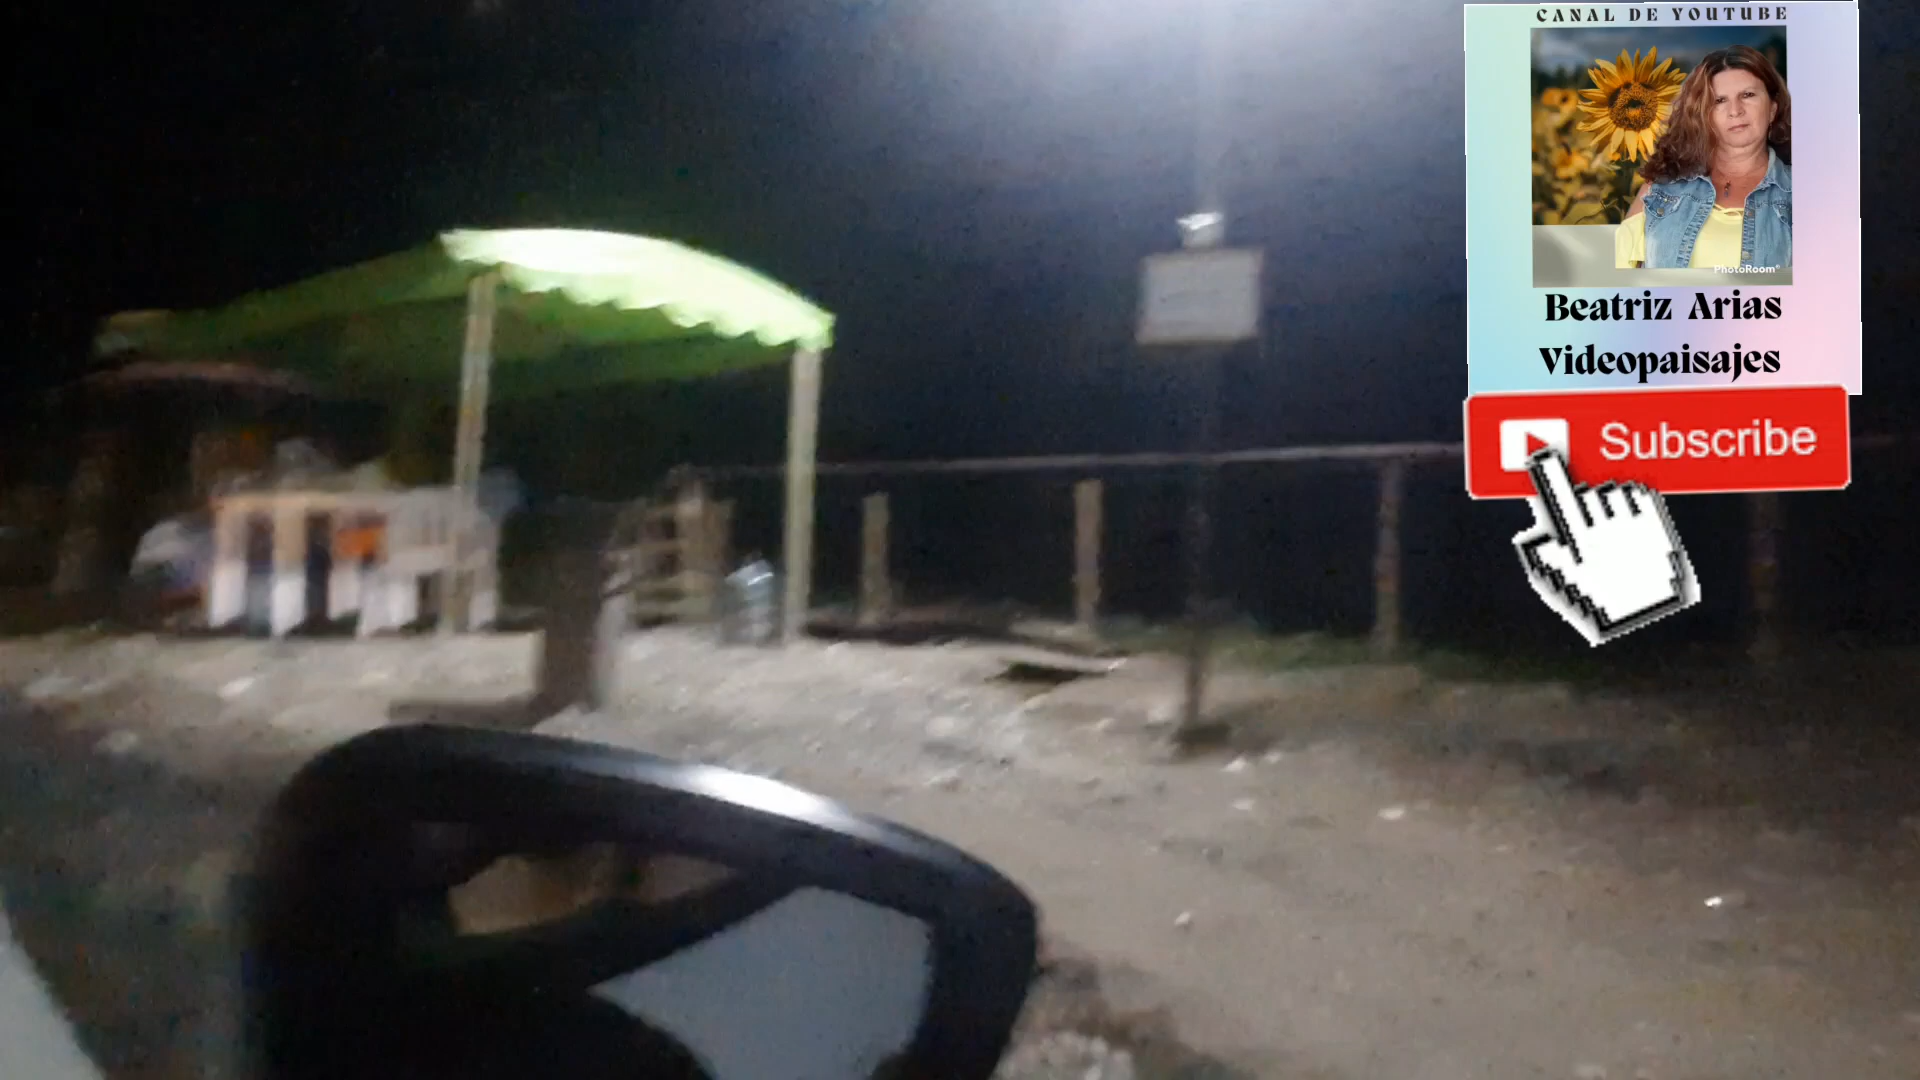 CANAL DE YOUTUBE
PhotoRoom
Beatriz Arias
Videopaisajes
Subscribe